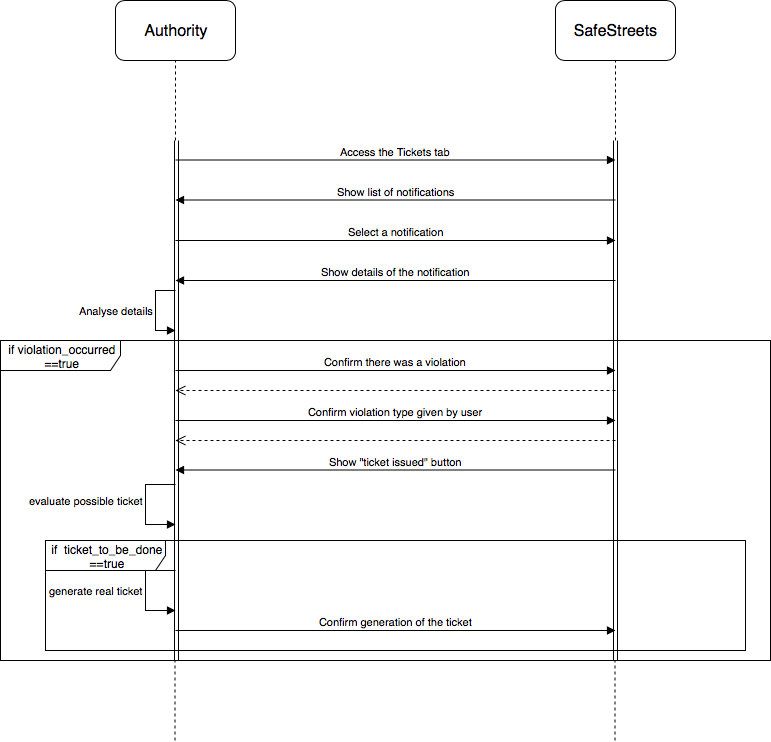 Authority
SafeStreets
Access the Tickets tab
Show list of notifications
Select a notification
Show details of the notification
Analyse details
if violation_occurred
==true
Confirm there was a violation
Confirm violation type given by user
Show "ticket issued" button
evaluate possible ticket
if ticket_to_be_done
==true
generate real ticket
Confirm generation of the ticket